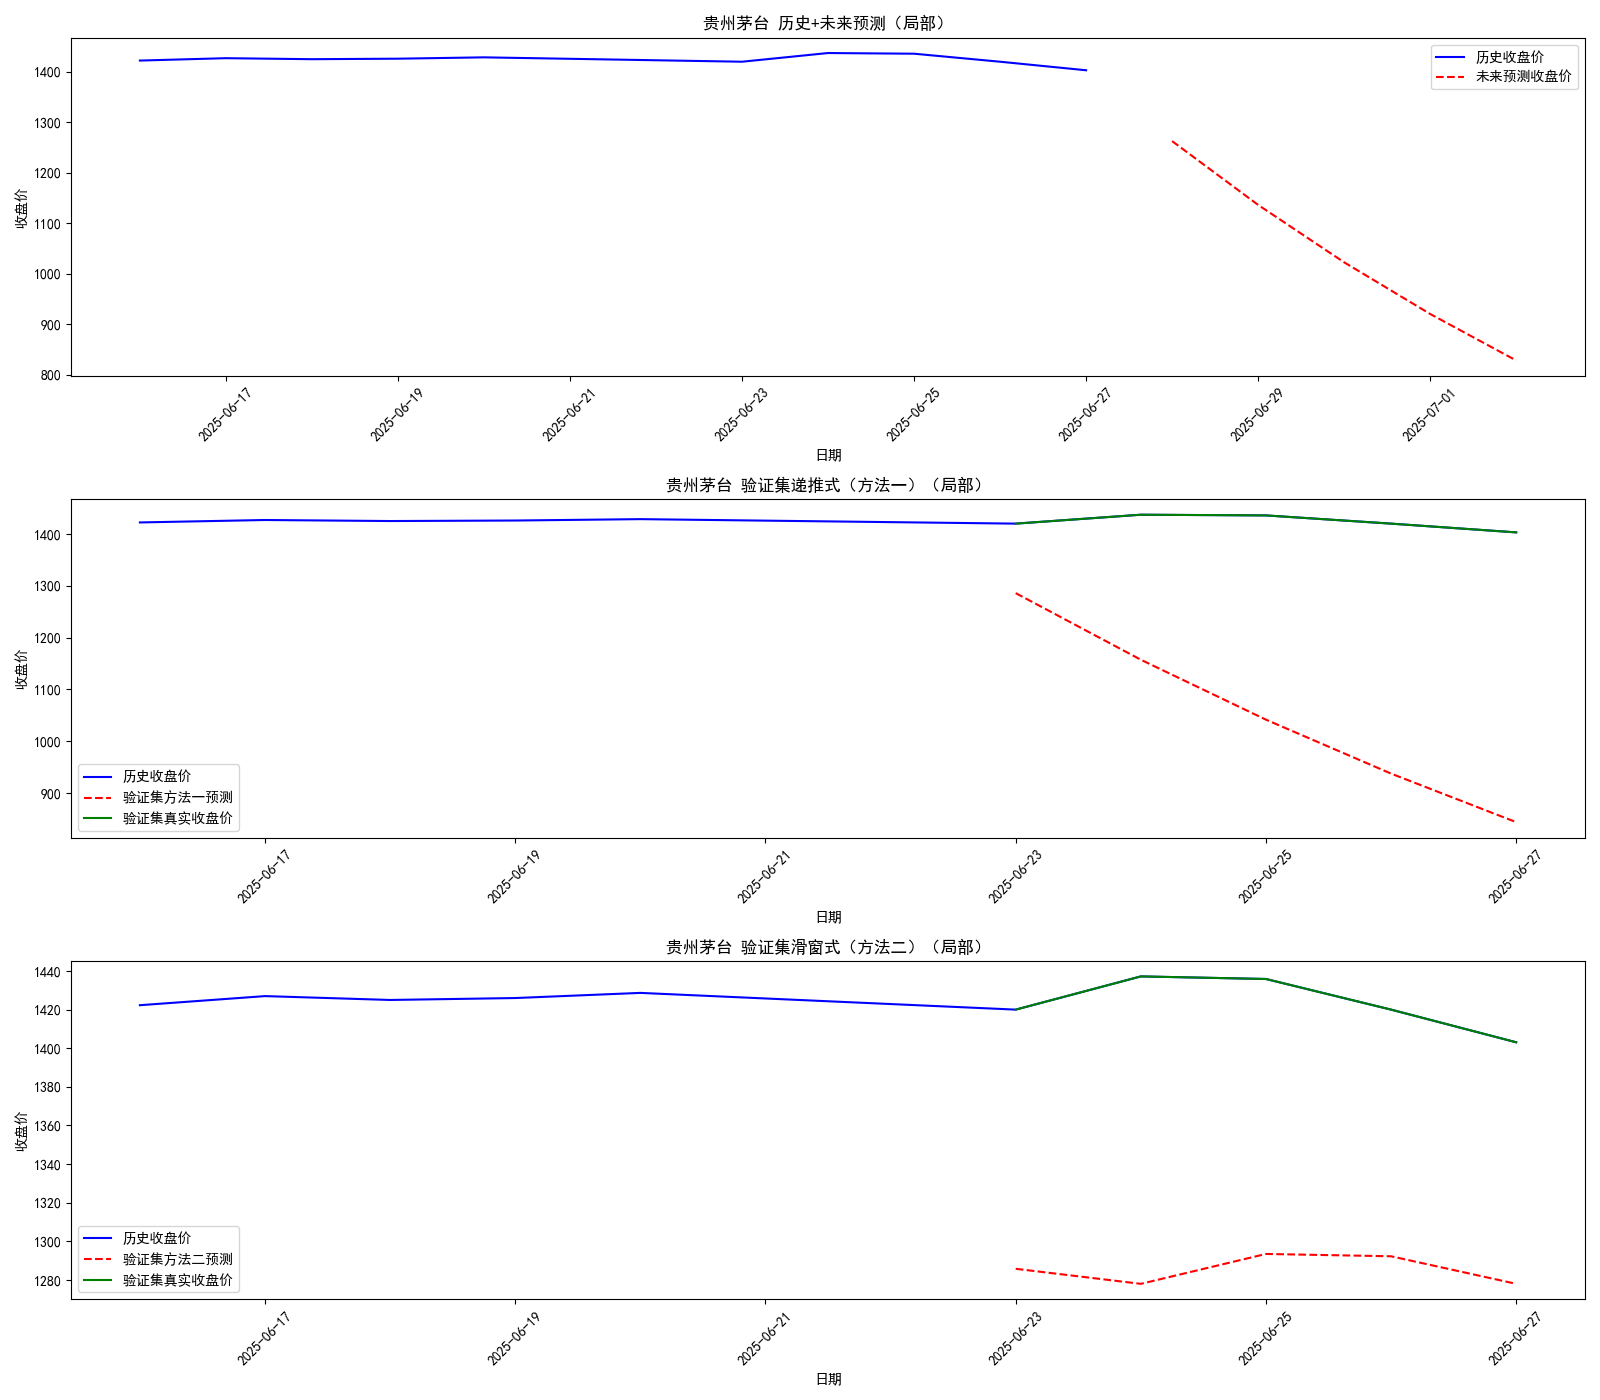 贵州茅台 历史+未来预测（局部）
历史收盘价
未来预测收盘价
收盘价
1400
1300
1200
1100
1000
900
800
2025-06-17
2025-06-19
2025-06-21
2025-06-23
2025-06-25
2025-06-27
2025-06-29
2025-07-01
日期
贵州茅台 验证集递推式（方法一）（局部）
收盘价
1400
1300
1200
1100
1000
900
历史收盘价
验证集方法一预测
验证集真实收盘价
2025-06-17
2025-06-19
2025-06-21
2025-06-23
2025-06-25
2025-06-27
日期
贵州茅台 验证集滑窗式（方法二）（局部）
收盘价
1440
1420
1400
1380
1360
1340
1320
1300
1280
历史收盘价
验证集方法二预测
验证集真实收盘价
2025-06-17
2025-06-19
2025-06-21
2025-06-23
2025-06-25
2025-06-27
日期